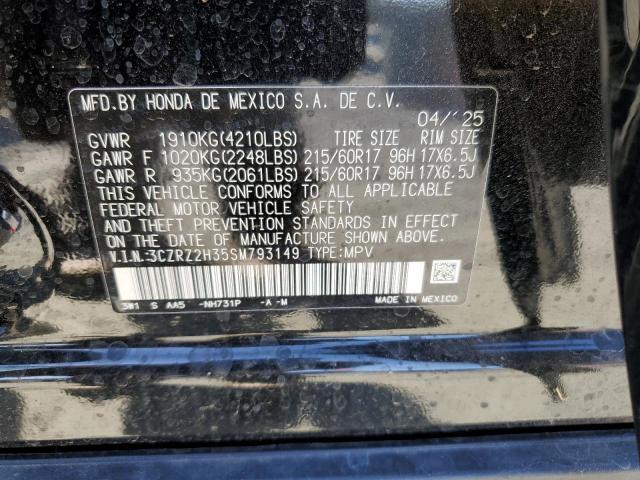 MFD.BY HONDA DE MEXICO S.A. DE C.V.
04/'25
GVWR 1910KG(4210LBS) TIRE SIZE RIM SIZE
GAWR F 1020KG(2248LBS) 215/60R17 96H 17X6.5J
GAWR R 935KG(2061LBS) 215/60R17 96H 17X6.5J
THIS VEHICLE CONFORMS TO ALL APPLICABLE
FEDERAL MOTOR VEHICLE SAFETY
AND THEFT PREVENTION STANDARDS IN EFFECT
ON THE DATE OF MANUFACTURE SHOWN ABOVE.
V.I.N.3CZRZ2H35SM793149 TYPE:MPV
3W1 S AA5 -NH731P -A-M MADE IN MEXICO